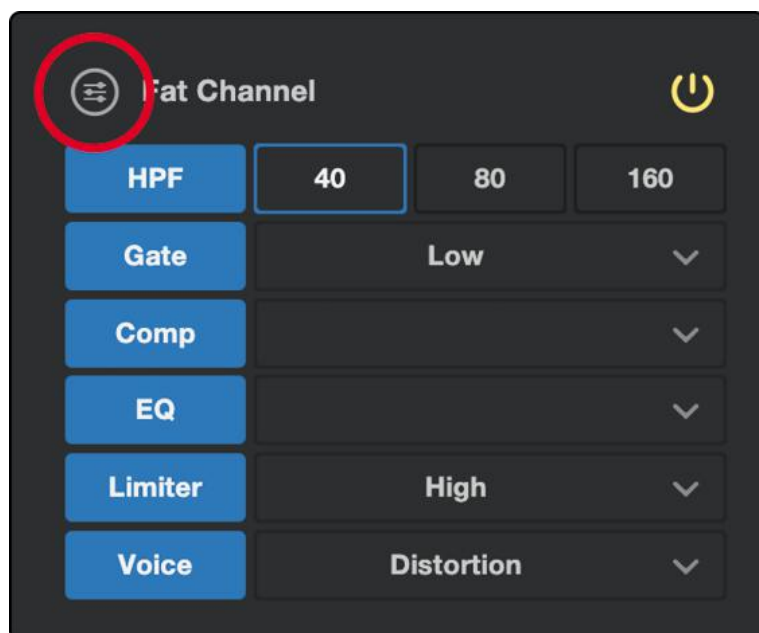 Fat Channel
HPF 40 80 160
Gate Low
Comp
EQ
Limiter High
Voice Distortion